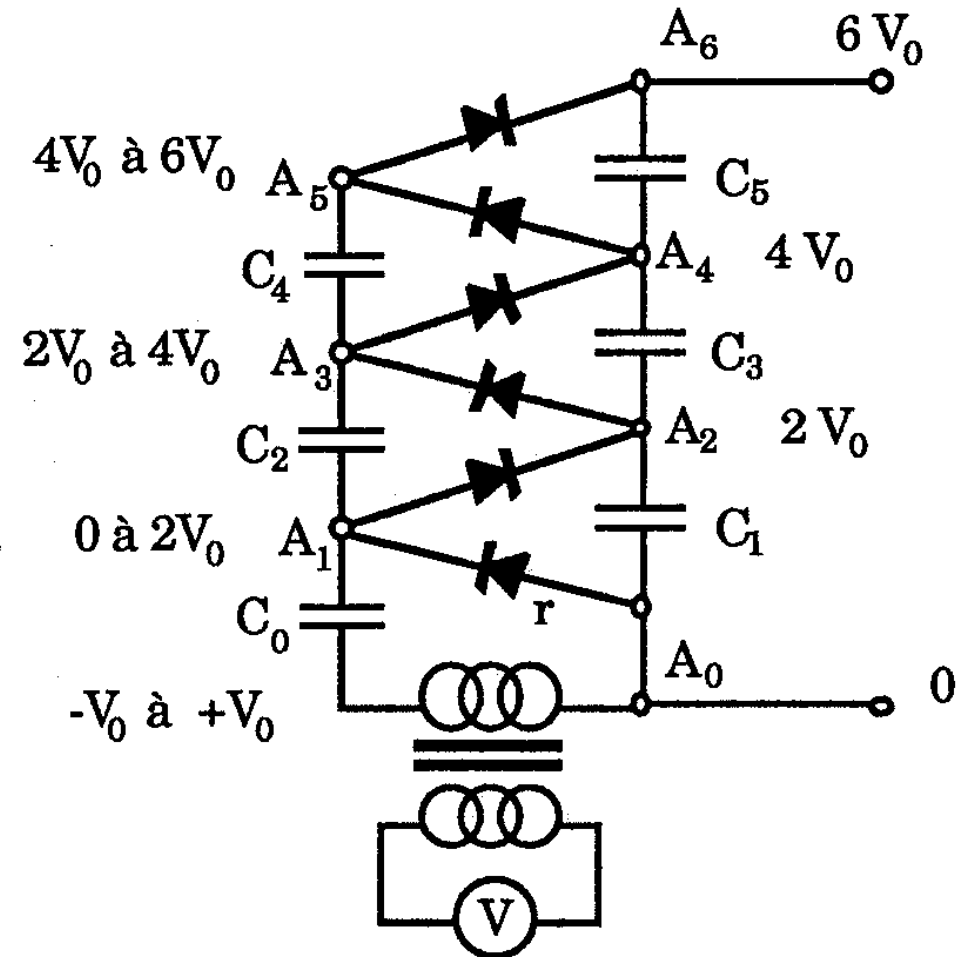 A₆ 6 V₀
4V₀ à 6V₀ A₅ C₅
A₄ 4 V₀
C₄
2V₀ à 4V₀ A₃ C₃
A₂ 2 V₀
C₂
0 à 2V₀ A₁ C₁
C₀ r
A₀ 0
-V₀ à +V₀
V